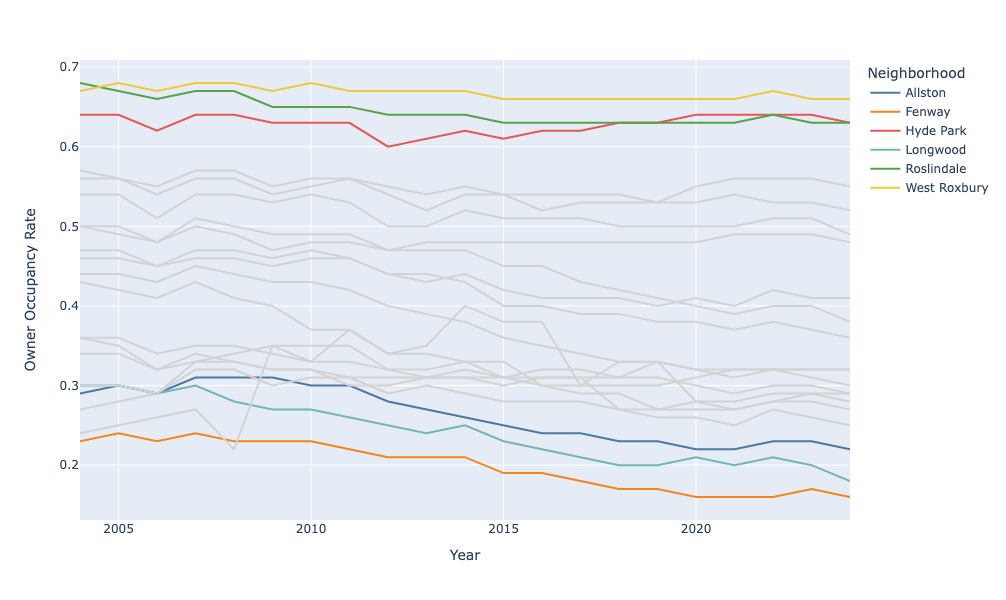 Neighborhood
Allston
Fenway
Hyde Park
Longwood
Roslindale
West Roxbury
Owner Occupancy Rate
0.7
0.6
0.5
0.4
0.3
0.2
2005 2010 2015 2020
Year